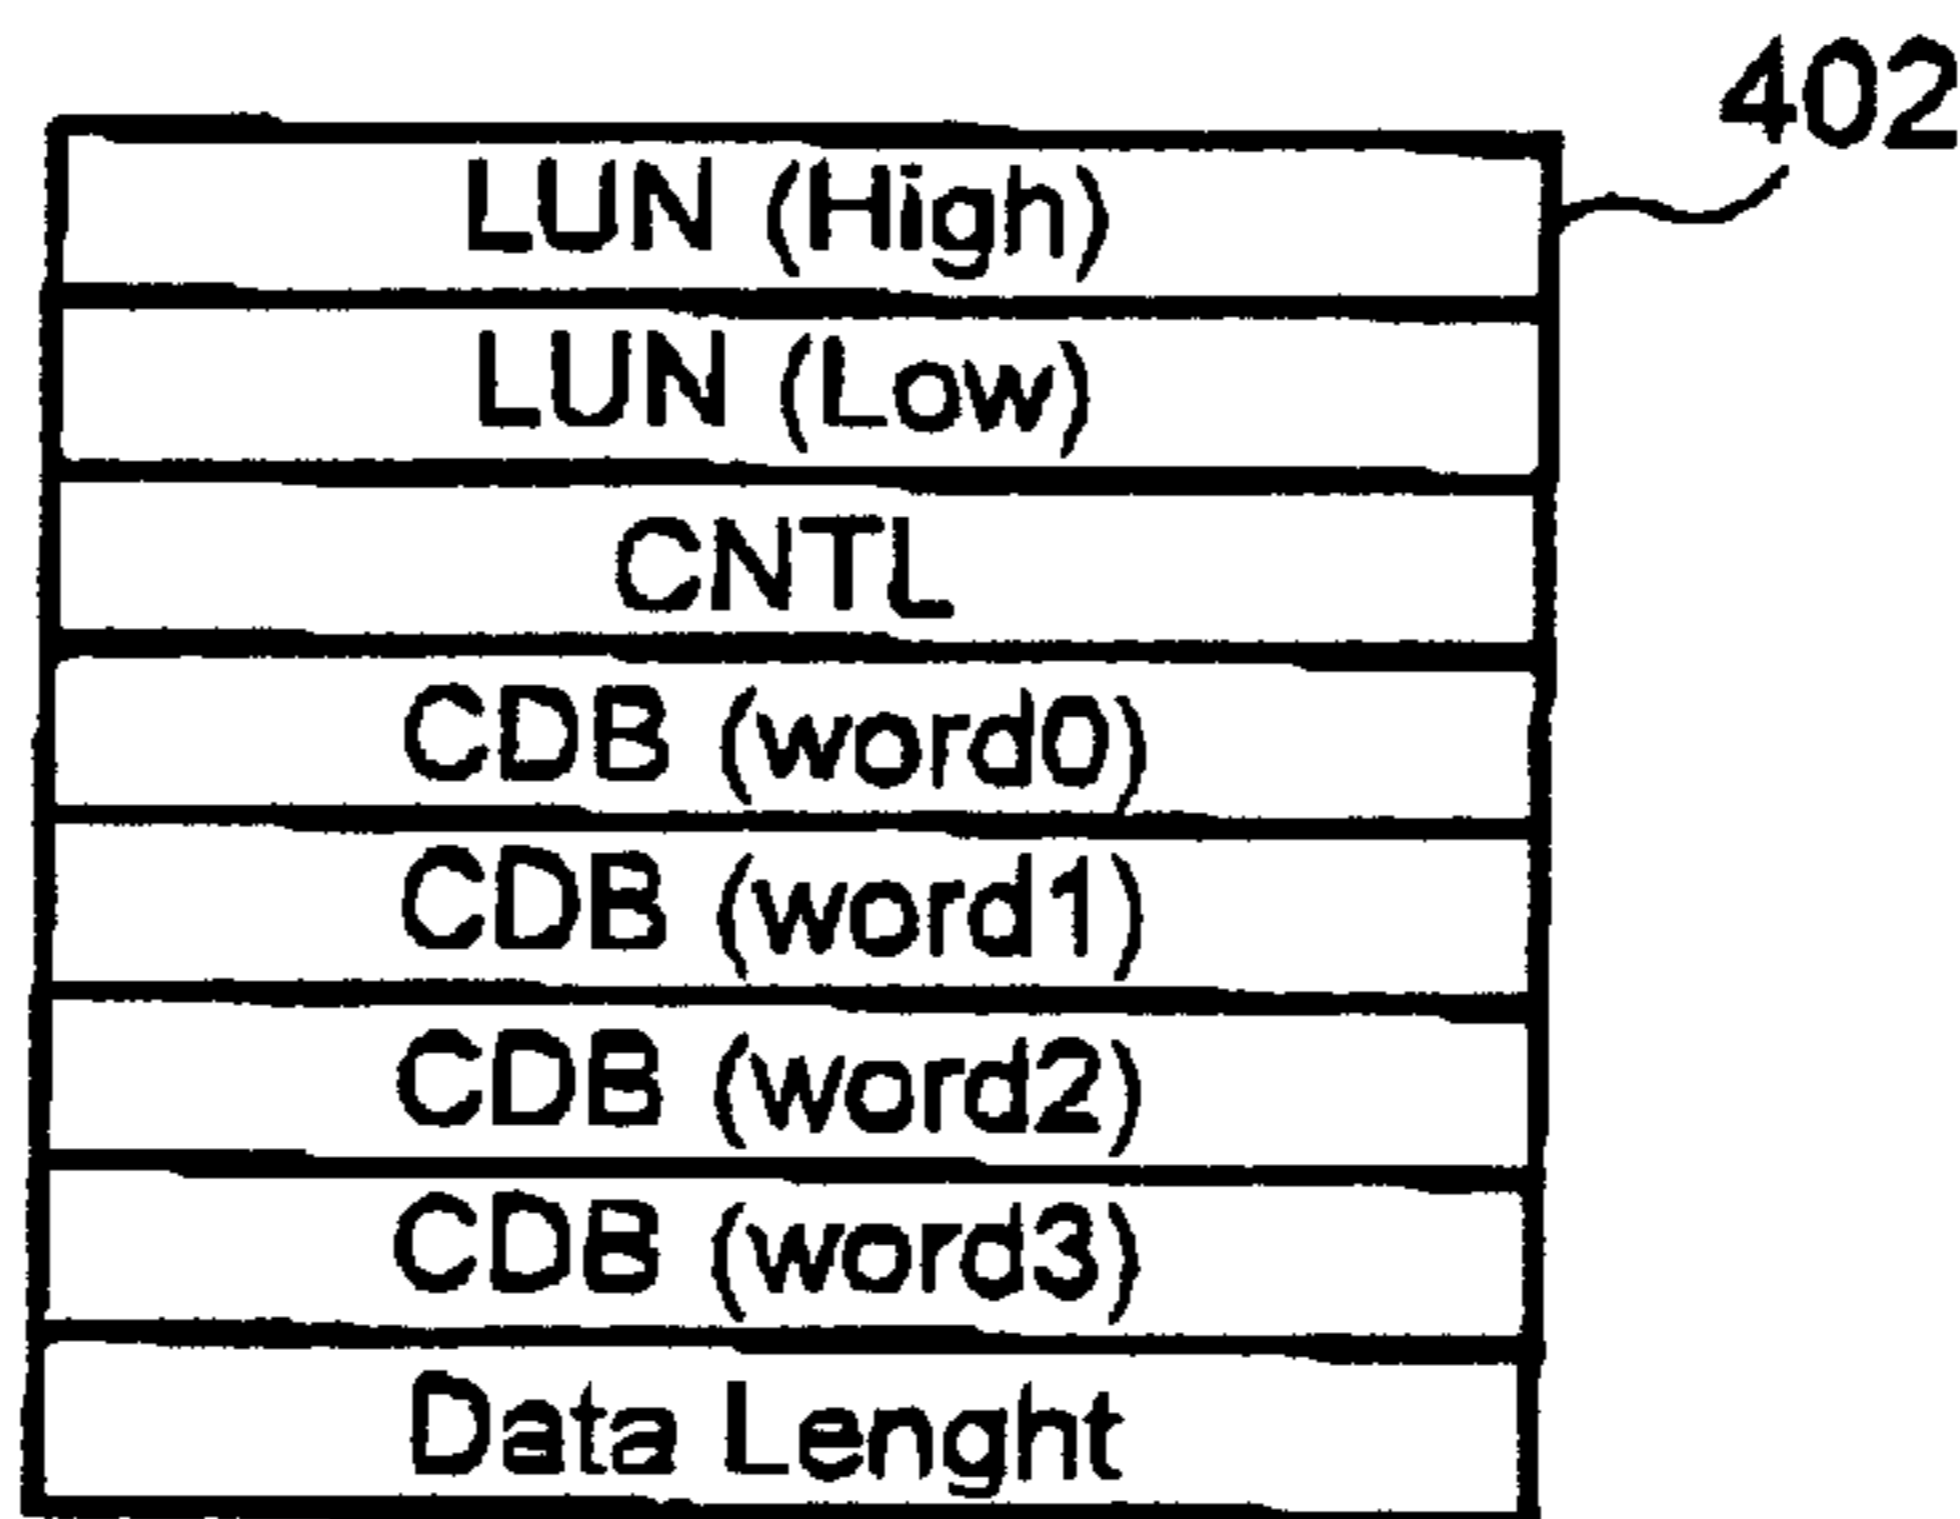 402
LUN (High)
LUN (Low)
CNTL
CDB (word0)
CDB (word1)
CDB (word2)
CDB (word3)
Data Lenght